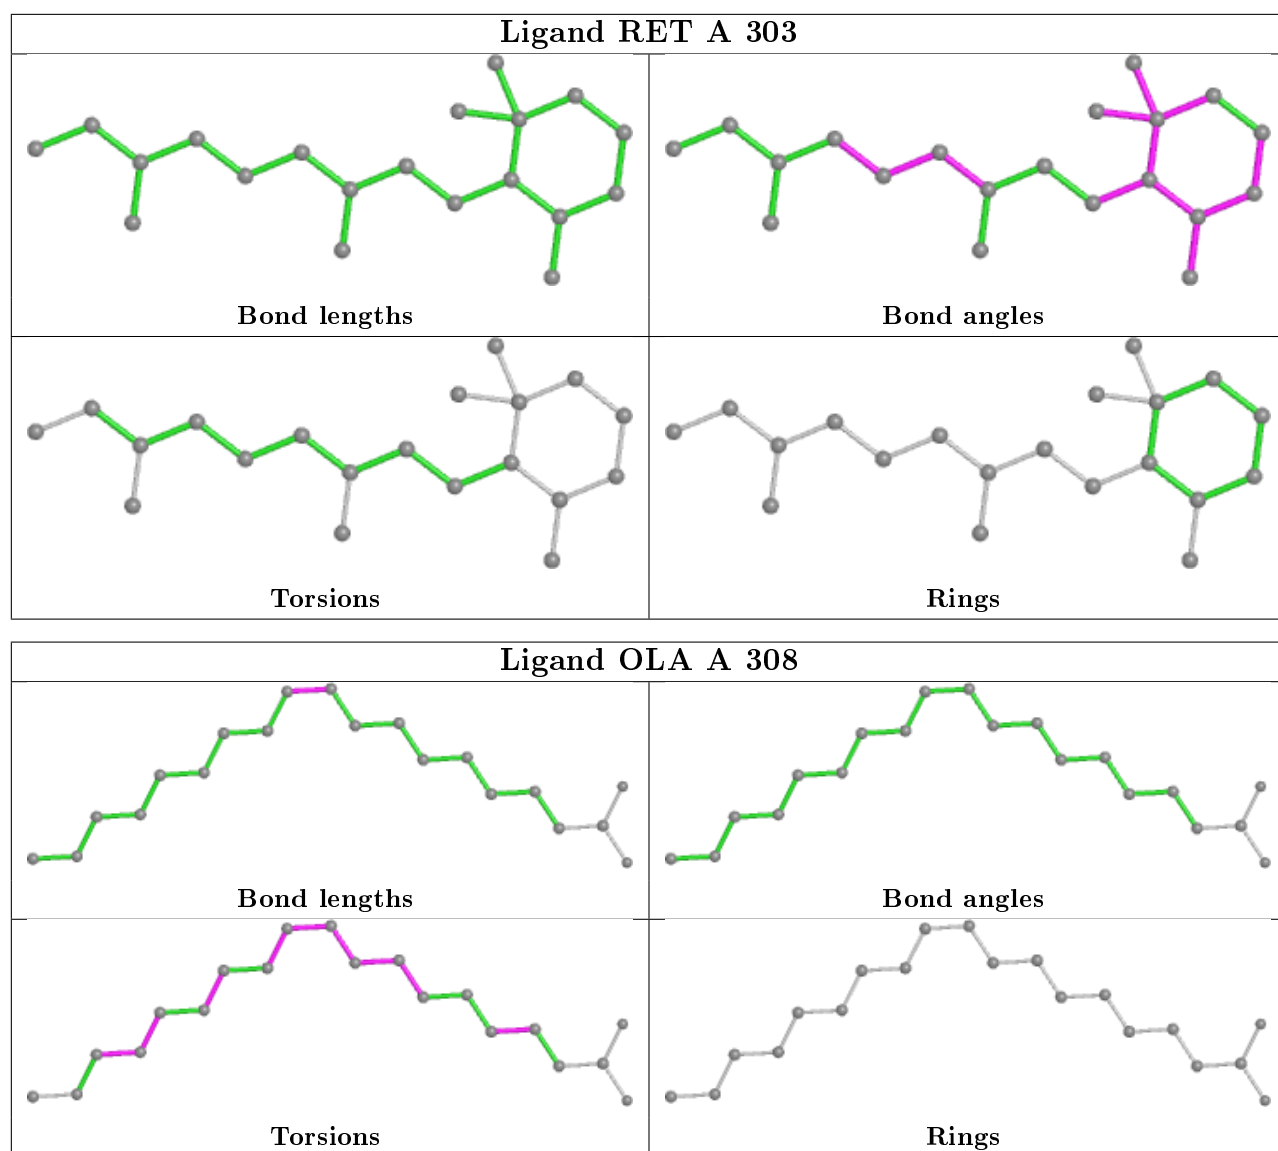 Ligand RET A 303
Bond lengths
Bond angles
Torsions
Rings
Ligand OLA A 308
Bond lengths
Bond angles
Torsions
Rings